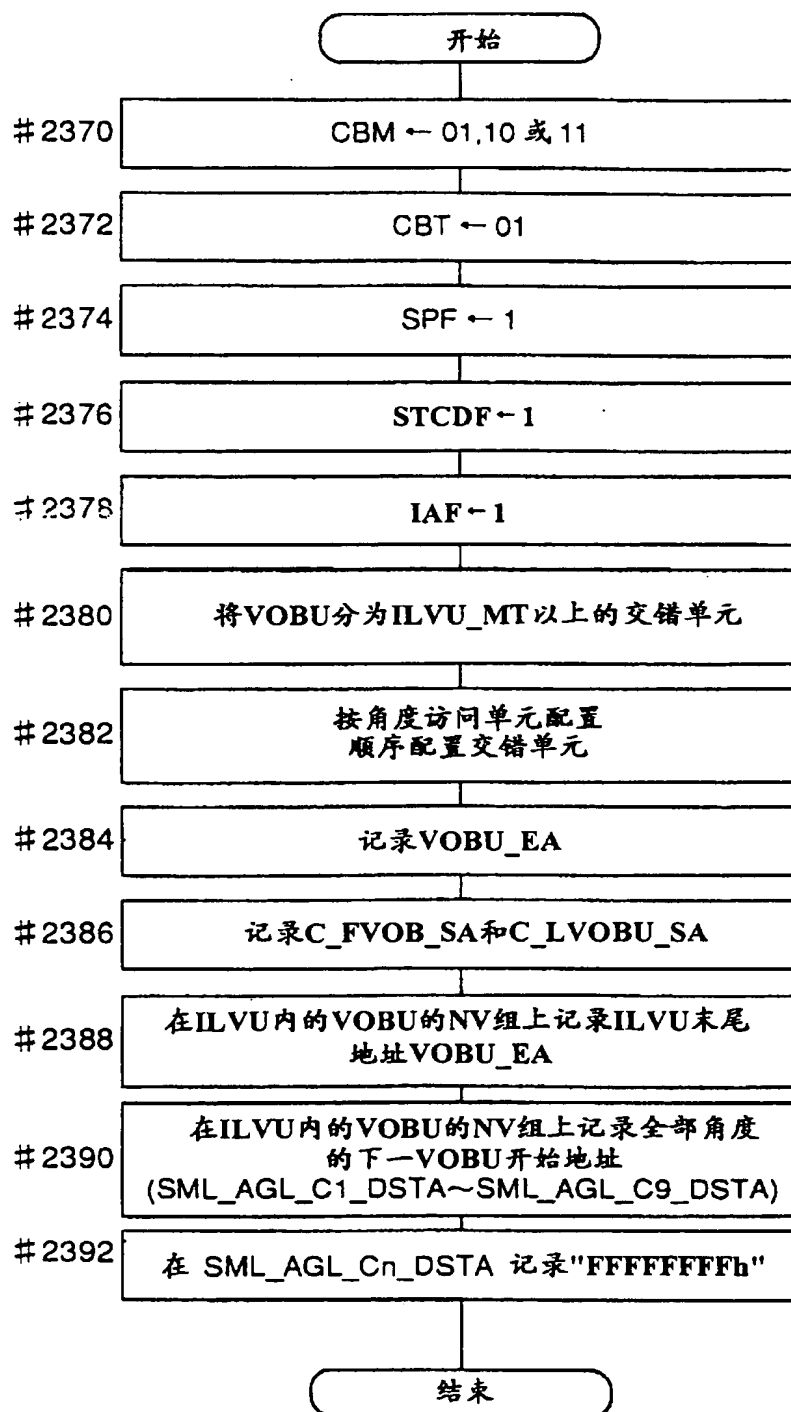 开始
#2370
CBM ← 01,10 或 11
#2372
CBT ← 01
#2374
SPF ← 1
#2376
STCDF ← 1
#2378
IAF ← 1
#2380
将VOBU分为ILVU_MT以上的交错单元
#2382
按角度访问单元配置
顺序配置交错单元
#2384
记录VOBU_EA
#2386
记录C_FVOB_SA和C_LVOBU_SA
#2388
在ILVU内的VOBU的NV组上记录ILVU末尾
地址VOBU_EA
#2390
在ILVU内的VOBU的NV组上记录全部角度
的下一VOBU开始地址
(SML_AGL_C1_DSTA~SML_AGL_C9_DSTA)
#2392
在 SML_AGL_Cn_DSTA 记录"FFFFFFFFh"
结束